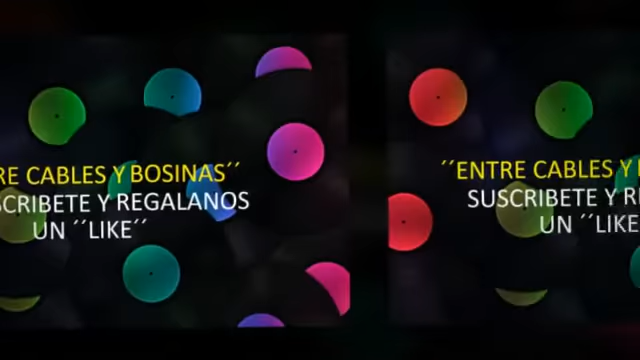 RE CABLES Y BOSINAS´´
SCRIBETE Y REGALANOS
UN ´´LIKE´´
´´ENTRE CABLES Y
SUSCRIBETE Y R
UN ´´LIKE